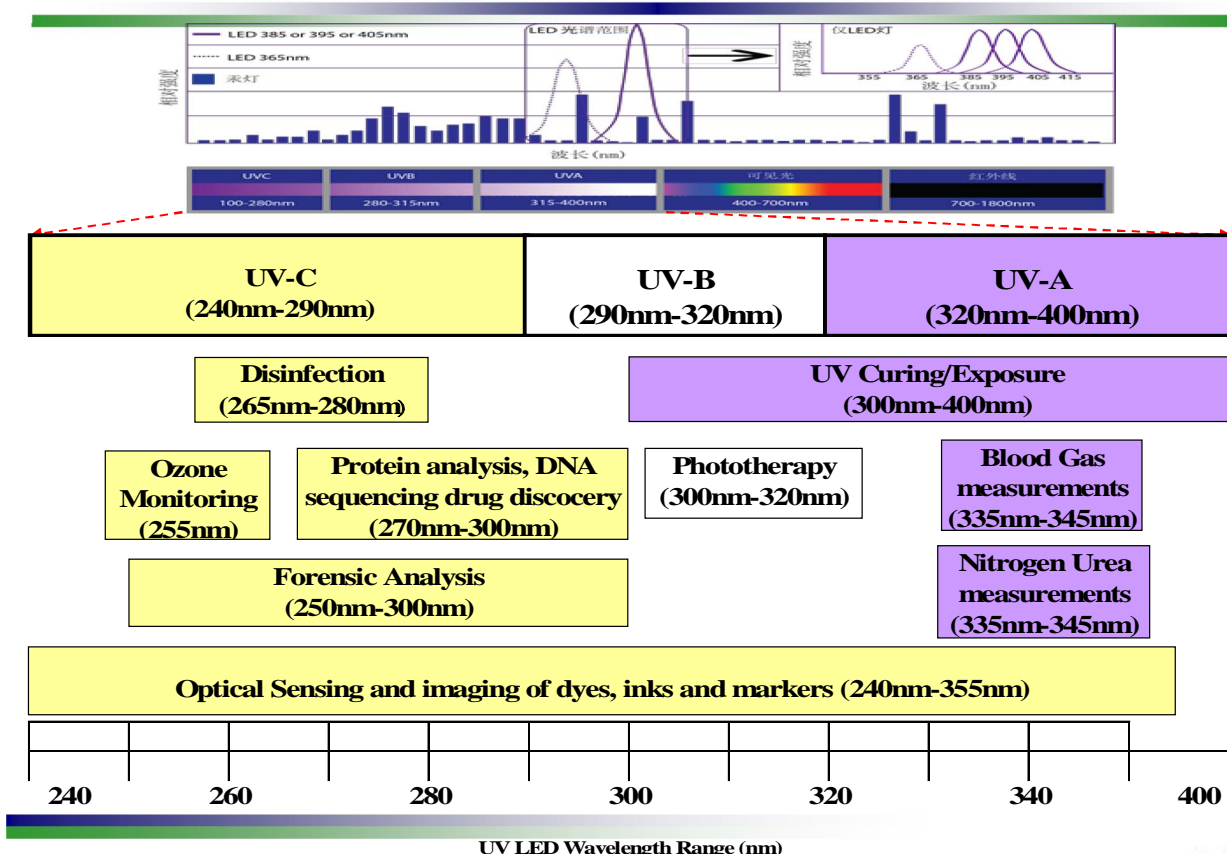 LED 385 or 395 or 405nm
LED 365nm
汞灯
相对强度
LED 光谱范围
仅LED灯
相对强度
355 365 385 395 405 415
波长(nm)
波长(nm)
UVC UVB UVA 可见光 红外线
100-280nm 280-315nm 315-400nm 400-700nm 700-1800nm
UV-C
(240nm-290nm)
UV-B
(290nm-320nm)
UV-A
(320nm-400nm)
Disinfection
(265nm-280nm)
UV Curing/Exposure
(300nm-400nm)
Ozone
Monitoring
(255nm)
Protein analysis, DNA
sequencing drug discocery
(270nm-300nm)
Phototherapy
(300nm-320nm)
Blood Gas
measurements
(335nm-345nm)
Forensic Analysis
(250nm-300nm)
Nitrogen Urea
measurements
(335nm-345nm)
Optical Sensing and imaging of dyes, inks and markers (240nm-355nm)
240 260 280 300 320 340 400
UV LED Wavelength Range (nm)